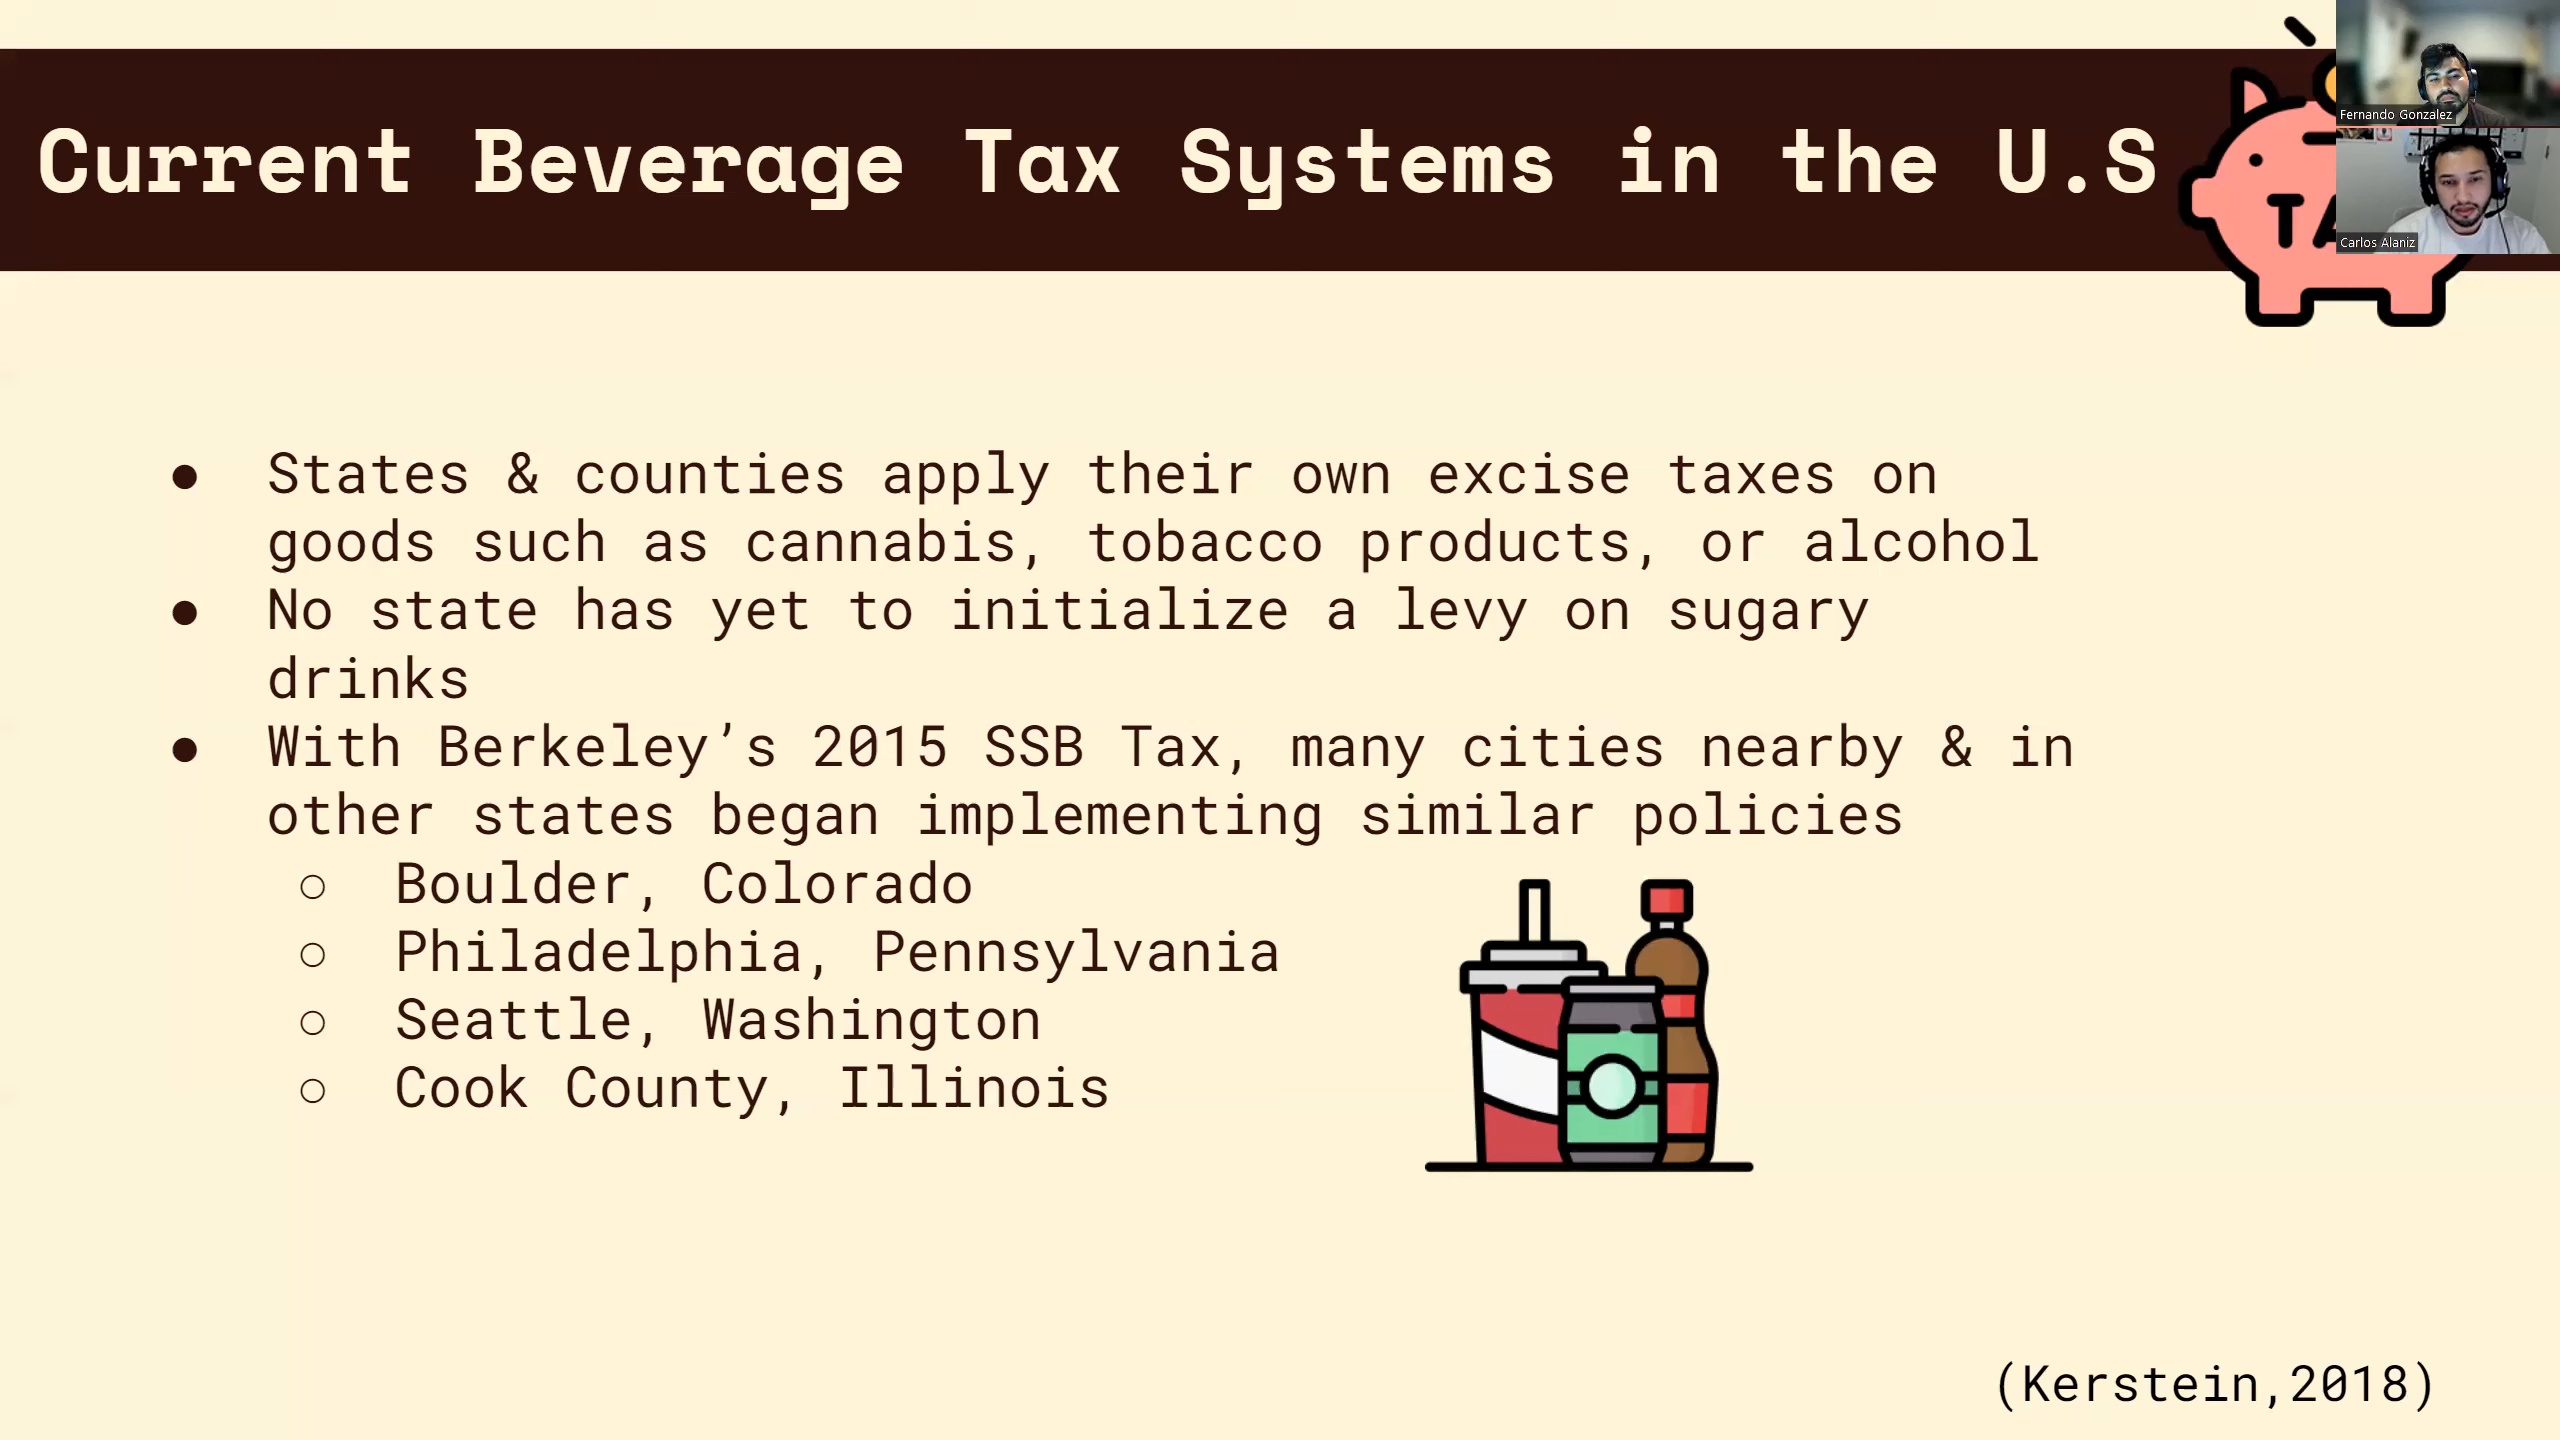 Current Beverage Tax Systems in the U.S
TA
Fernando Gonzalez
Carlos Alaniz
● States & counties apply their own excise taxes on
goods such as cannabis, tobacco products, or alcohol
● No state has yet to initialize a levy on sugary
drinks
● With Berkeley’s 2015 SSB Tax, many cities nearby & in
other states began implementing similar policies
○ Boulder, Colorado
○ Philadelphia, Pennsylvania
○ Seattle, Washington
○ Cook County, Illinois
(Kerstein,2018)